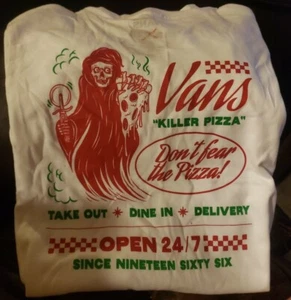 Vans
"KILLER PIZZA"
Don't fear
the Pizza!
TAKE OUT DINE IN DELIVERY
OPEN 24/7
SINCE NINETEEN SIXTY SIX